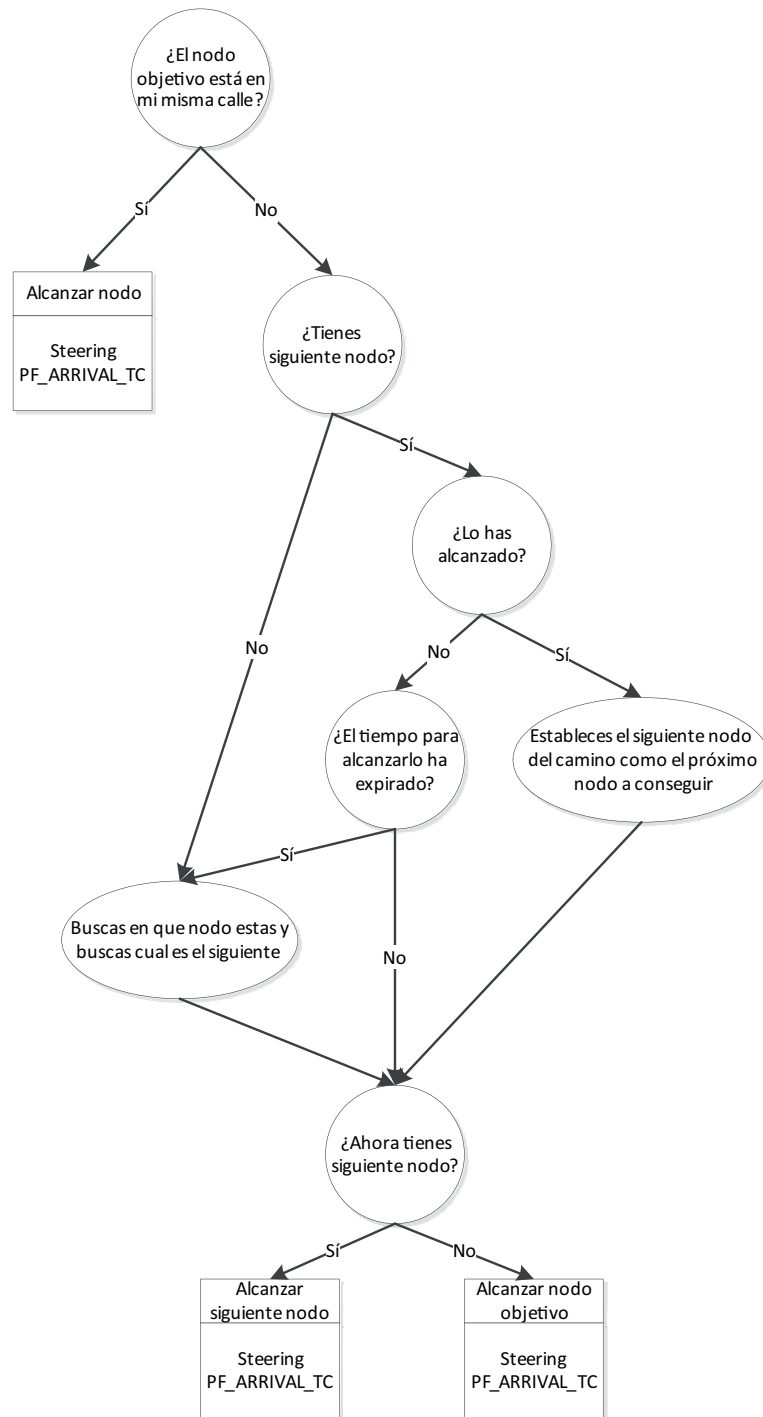 ¿El nodo
objetivo está en
mi misma calle?
Sí
No
Alcanzar nodo
Steering
PF_ARRIVAL_TC
¿Tienes
siguiente nodo?
Sí
¿Lo has
alcanzado?
No
No
Sí
¿El tiempo para
alcanzarlo ha
expirado?
Estableces el siguiente nodo
del camino como el próximo
nodo a conseguir
Sí
Buscas en que nodo estas y
buscas cual es el siguiente
No
¿Ahora tienes
siguiente nodo?
Sí
No
Alcanzar
siguiente nodo
Steering
PF_ARRIVAL_TC
Alcanzar nodo
objetivo
Steering
PF_ARRIVAL_TC